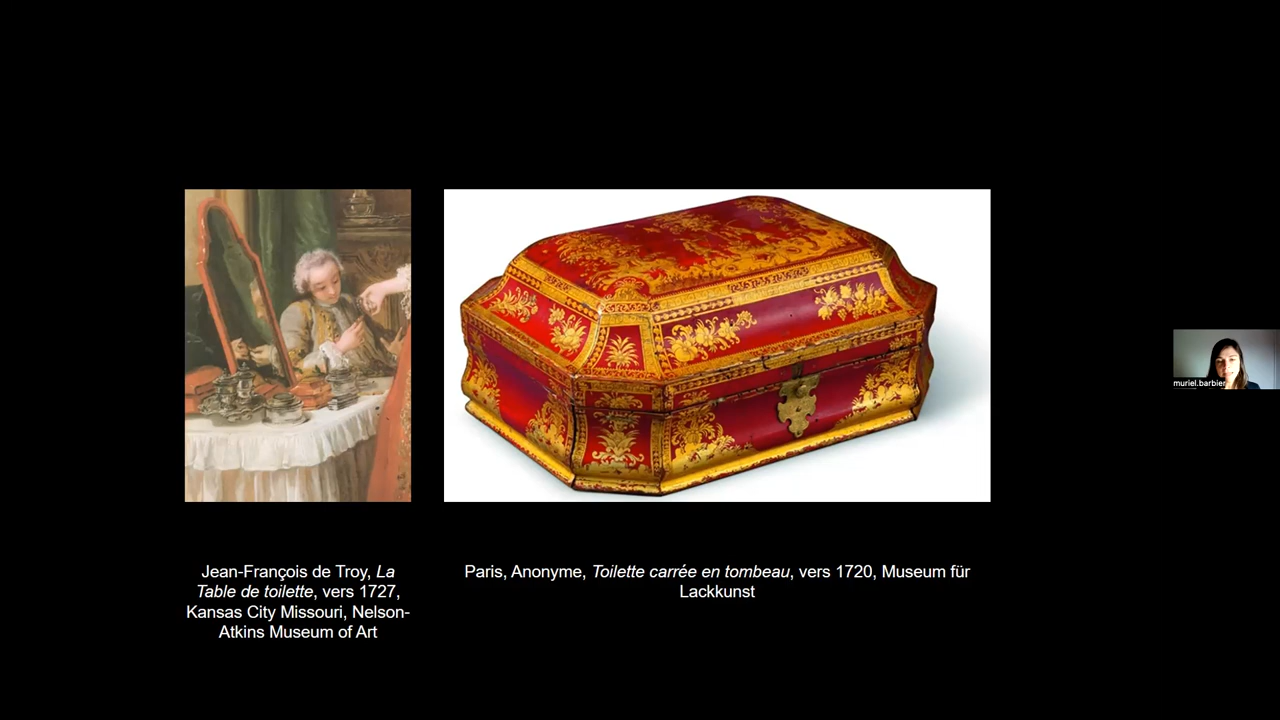 Jean-François de Troy, La
Table de toilette, vers 1727,
Kansas City Missouri, Nelson-
Atkins Museum of Art
Paris, Anonyme, Toilette carrée en tombeau, vers 1720, Museum für
Lackkunst
muriel.barbier